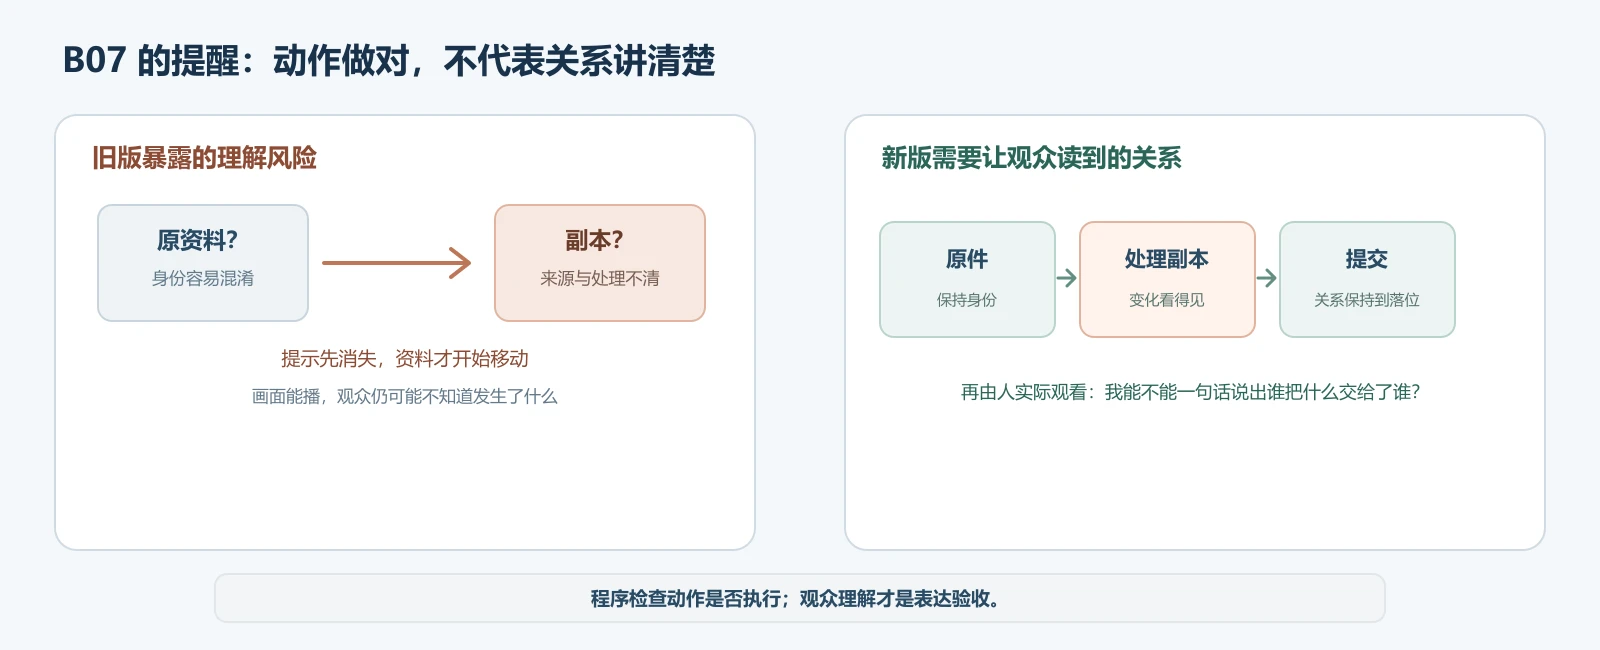 B07 的提醒：动作做对，不代表关系讲清楚
旧版暴露的理解风险
原资料？
身份容易混淆
副本？
来源与处理不清
提示先消失，资料才开始移动
画面能播，观众仍可能不知道发生了什么
新版需要让观众读到的关系
原件
保持身份
处理副本
变化看得见
提交
关系保持到落位
再由人实际观看：我能不能一句话说出谁把什么交给了谁？
程序检查动作是否执行；观众理解才是表达验收。